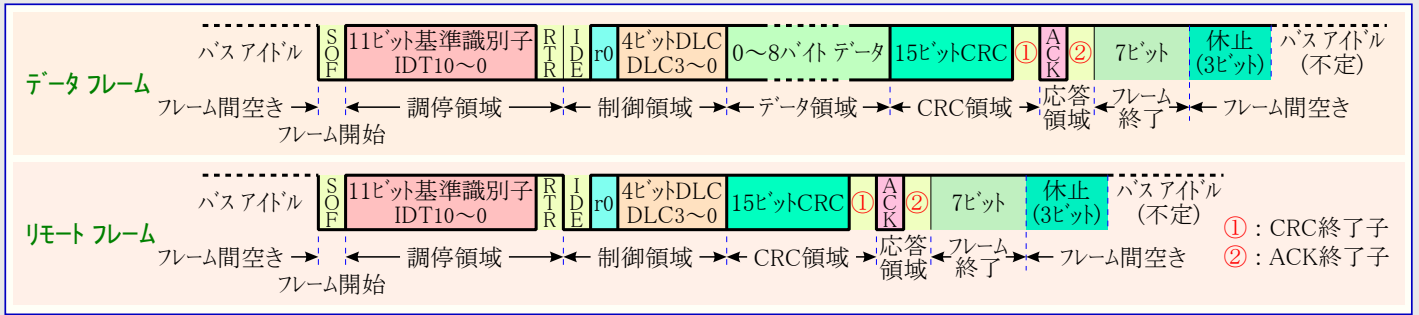 データ フレーム
バス アイドル
SOF
11ビット基準識別子
IDT10～0
RTR
IDE
r0
4ビットDLC
DLC3～0
0～8バイト データ
15ビットCRC
①
ACK
②
7ビット
休止
(3ビット)
バス アイドル
(不定)
フレーム間空き
フレーム開始
調停領域
制御領域
データ領域
CRC領域
応答
領域
フレーム
終了
フレーム間空き
リモート フレーム
バス アイドル
SOF
11ビット基準識別子
IDT10～0
RTR
IDE
r0
4ビットDLC
DLC3～0
15ビットCRC
①
ACK
②
7ビット
休止
(3ビット)
バス アイドル
(不定)
フレーム間空き
フレーム開始
調停領域
制御領域
CRC領域
応答
領域
フレーム
終了
フレーム間空き
①：CRC終了子
②：ACK終了子